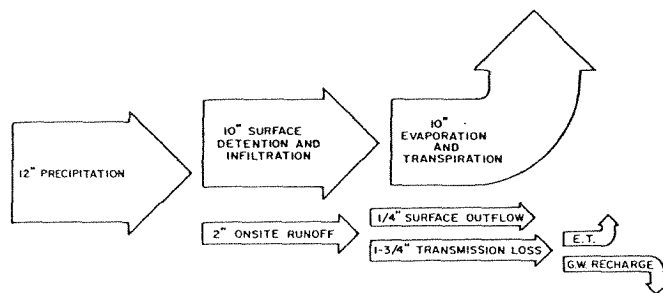 12" PRECIPITATION
10" SURFACE
DETENTION AND
INFILTRATION
10"
EVAPORATION
AND
TRANSPIRATION
2" ONSITE RUNOFF
1/4" SURFACE OUTFLOW
1-3/4" TRANSMISSION LOSS
E.T.
G.W. RECHARGE